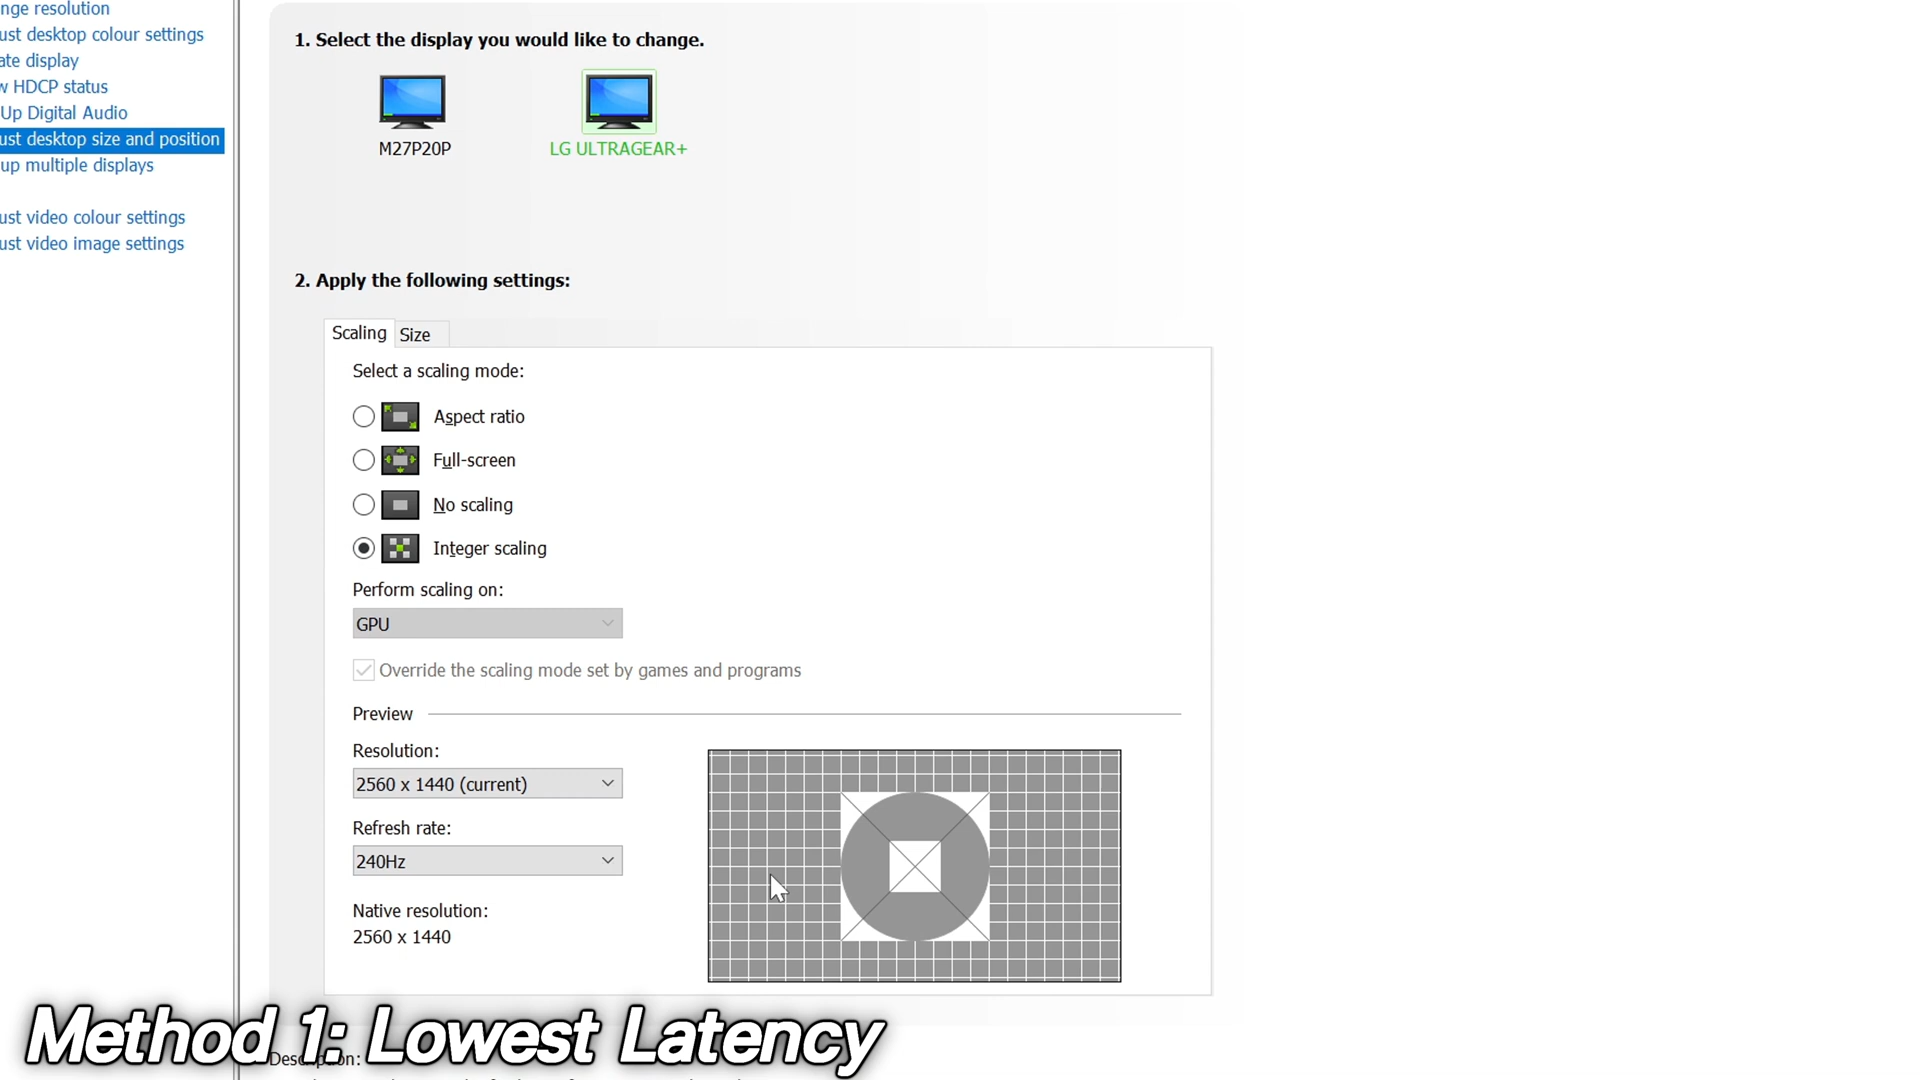 nge resolution
ust desktop colour settings
ate display
w HDCP status
Up Digital Audio
ust desktop size and position
up multiple displays
ust video colour settings
ust video image settings
1. Select the display you would like to change.
M27P20P
LG ULTRAGEAR+
2. Apply the following settings:
Scaling
Size
Select a scaling mode:
Aspect ratio
Full-screen
No scaling
Integer scaling
Perform scaling on:
GPU
Override the scaling mode set by games and programs
Preview
Resolution:
2560 x 1440 (current)
Refresh rate:
240Hz
Native resolution:
2560 x 1440
Method 1: Lowest Latency
Description: